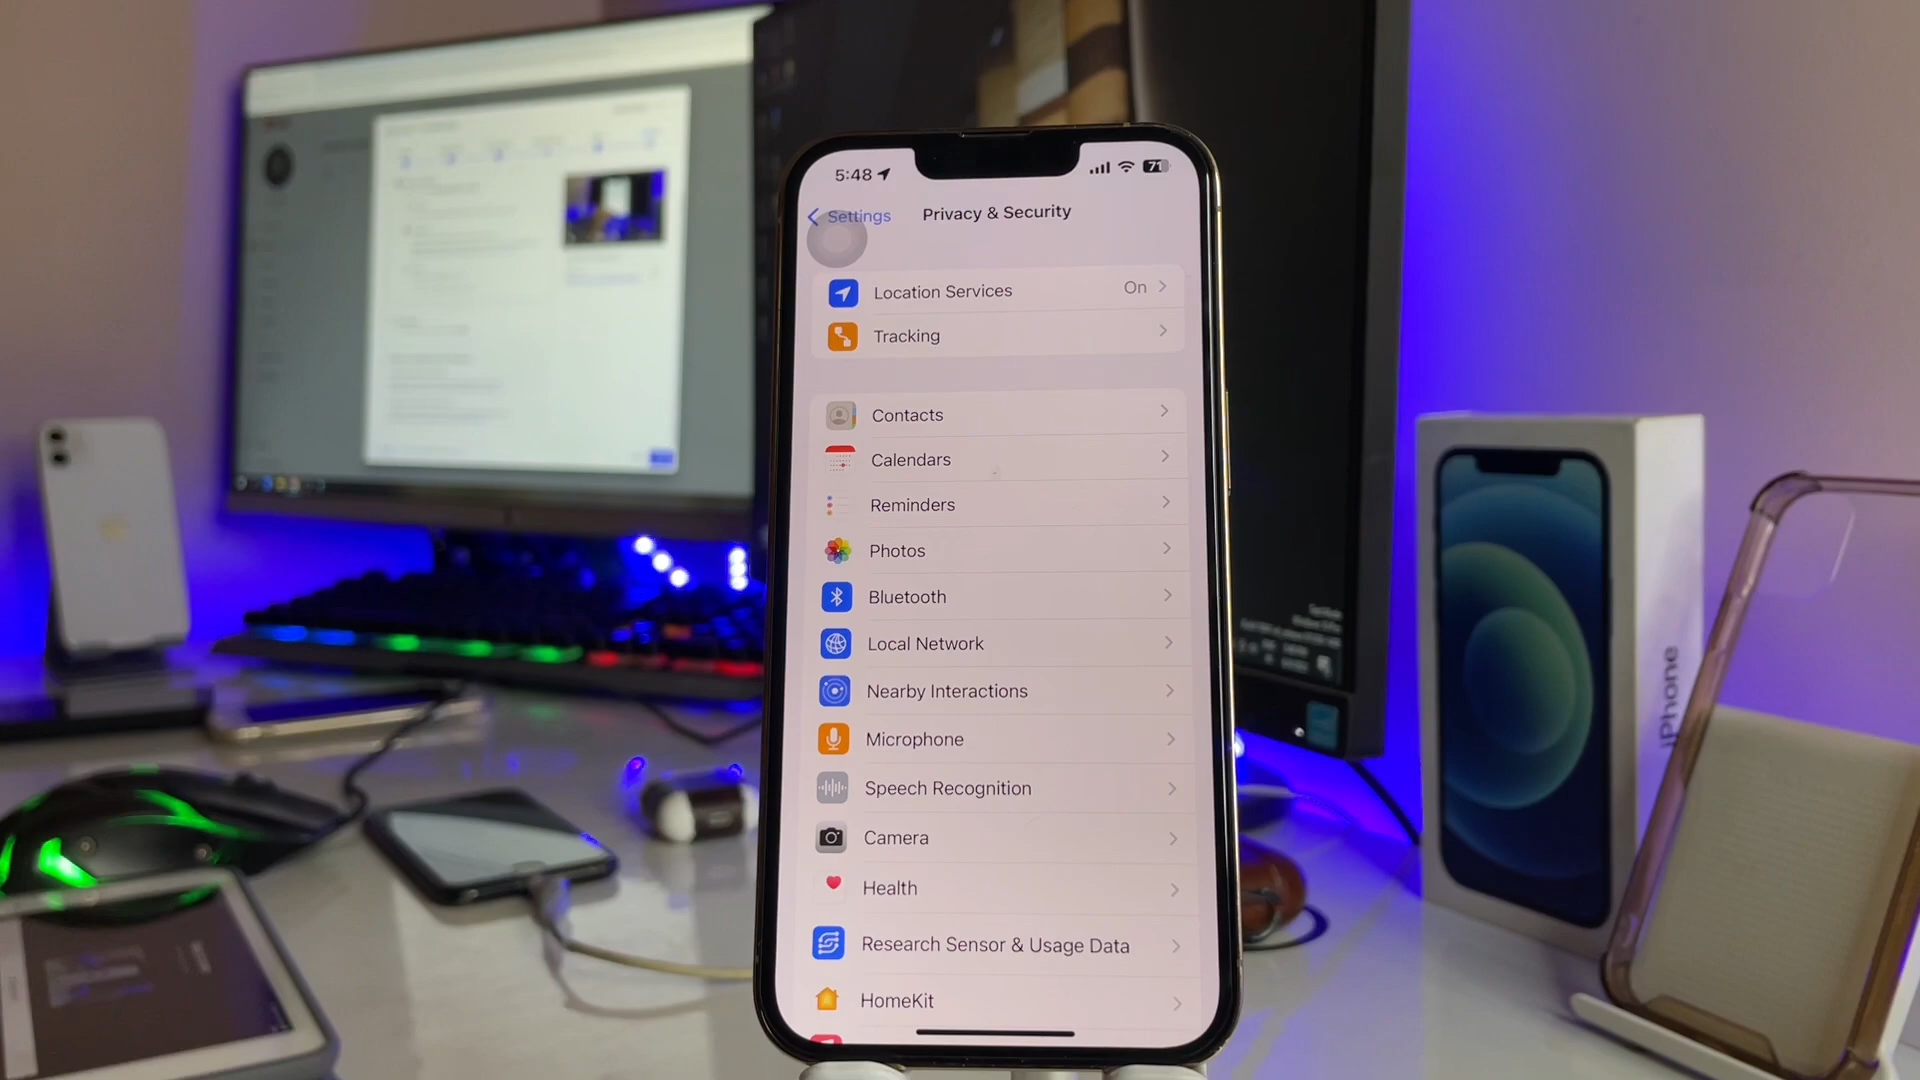 5:48
71
Settings
Privacy & Security
Location Services On
Tracking
Contacts
Calendars
Reminders
Photos
Bluetooth
Local Network
Nearby Interactions
Microphone
Speech Recognition
Camera
Health
Research Sensor & Usage Data
HomeKit
iPhone